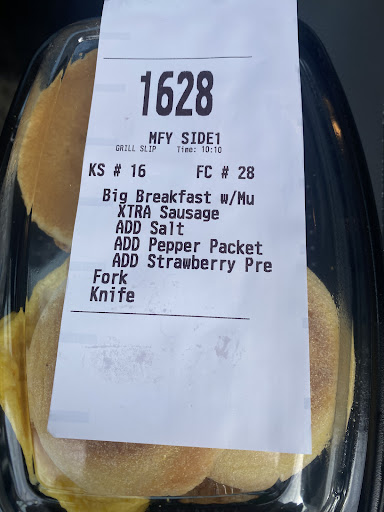 1628
MFY SIDE1
GRILL SLIP Time: 10:10
KS # 16 FC # 28
Big Breakfast w/Mu
XTRA Sausage
ADD Salt
ADD Pepper Packet
ADD Strawberry Pre
Fork
Knife